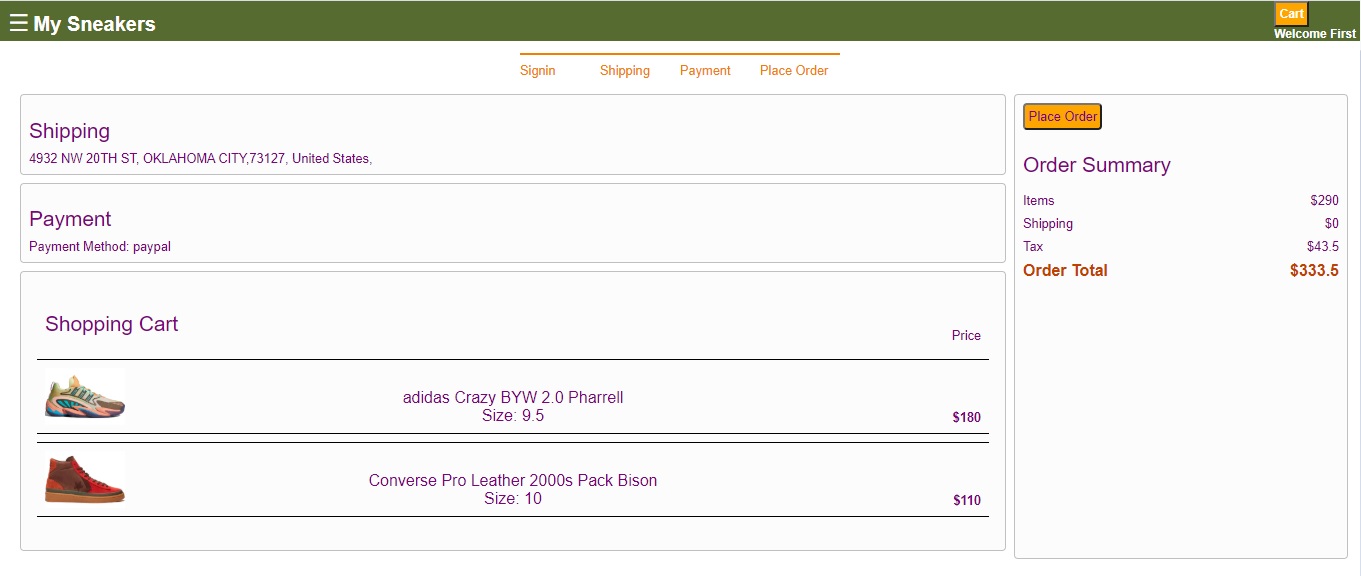 ☰ My Sneakers
Cart
Welcome First
Signin Shipping Payment Place Order
Shipping
4932 NW 20TH ST, OKLAHOMA CITY,73127, United States,
Payment
Payment Method: paypal
Shopping Cart
Price
adidas Crazy BYW 2.0 Pharrell
Size: 9.5
$180
Converse Pro Leather 2000s Pack Bison
Size: 10
$110
Place Order
Order Summary
Items $290
Shipping $0
Tax $43.5
Order Total $333.5